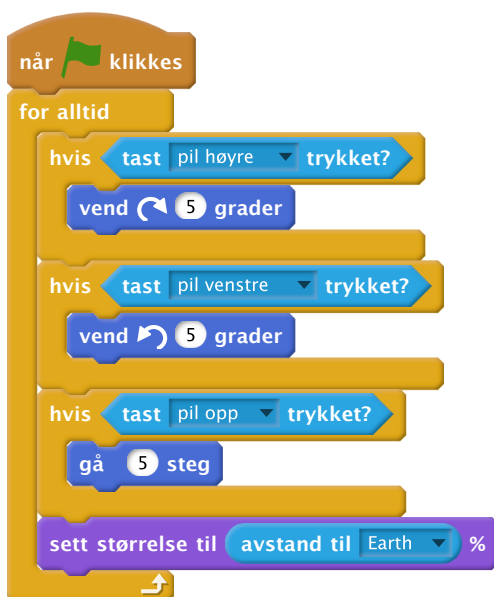 når klikkes
for alltid
hvis tast pil høyre trykket?
vend 5 grader
hvis tast pil venstre trykket?
vend 5 grader
hvis tast pil opp trykket?
gå 5 steg
sett størrelse til avstand til Earth %